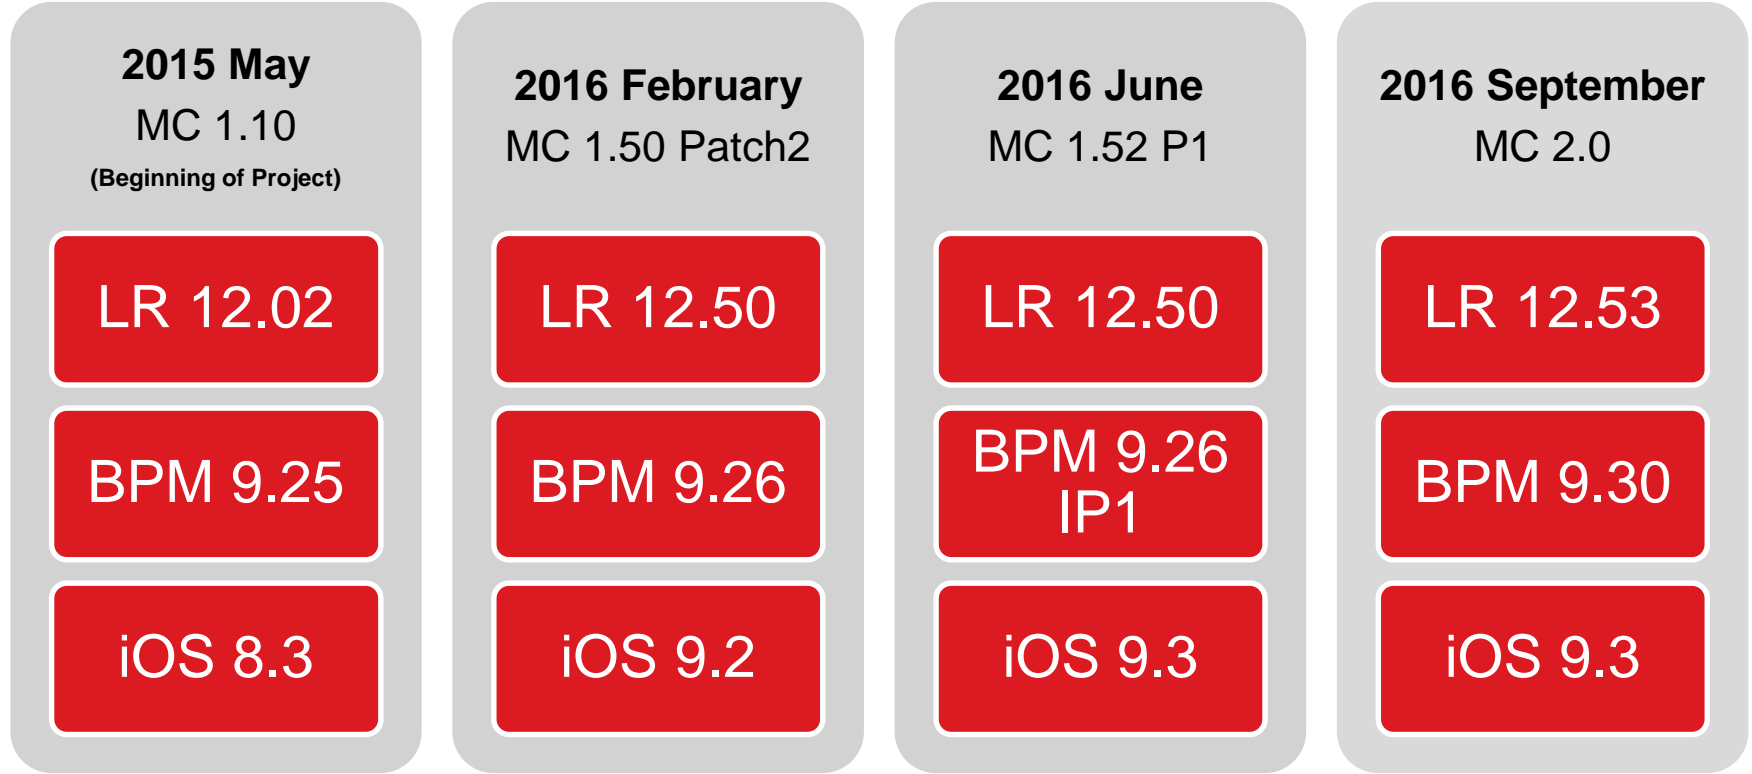 2015 May
MC 1.10
(Beginning of Project)
LR 12.02
BPM 9.25
iOS 8.3
2016 February
MC 1.50 Patch2
LR 12.50
BPM 9.26
iOS 9.2
2016 June
MC 1.52 P1
LR 12.50
BPM 9.26
IP1
iOS 9.3
2016 September
MC 2.0
LR 12.53
BPM 9.30
iOS 9.3